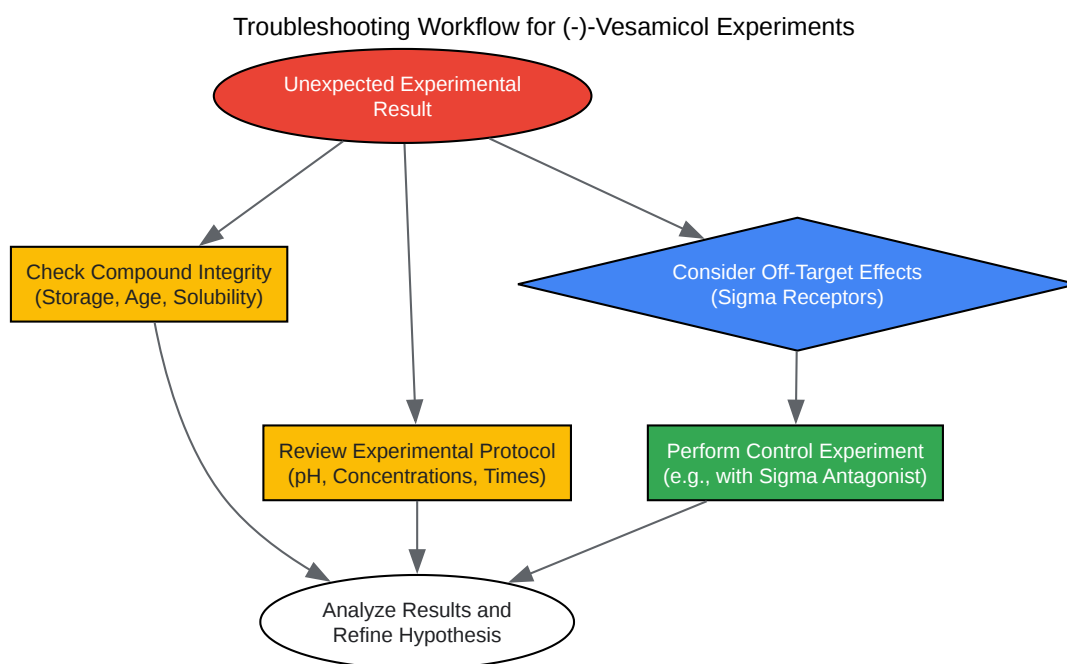 Troubleshooting Workflow for (-)-Vesamicol Experiments
Unexpected Experimental
Result
Check Compound Integrity
(Storage, Age, Solubility)
Consider Off-Target Effects
(Sigma Receptors)
Review Experimental Protocol
(pH, Concentrations, Times)
Perform Control Experiment
(e.g., with Sigma Antagonist)
Analyze Results and
Refine Hypothesis